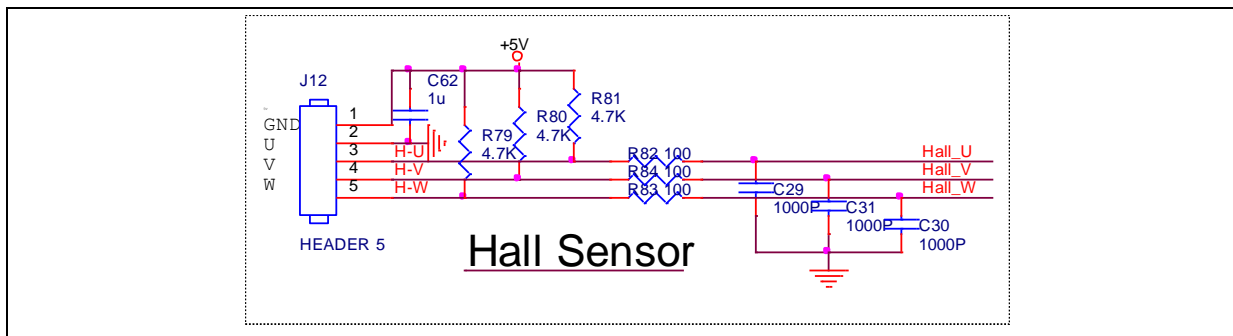 +5V
J12
C62
1u
R81
4.7K
R80
4.7K
R79
4.7K
GND
U
V
W
1
2
3
4
5
H-U
H-V
H-W
R82 100
R84 100
R83 100
Hall_U
Hall_V
Hall_W
C29
1000P
C31
1000P
C30
1000P
HEADER 5
Hall Sensor